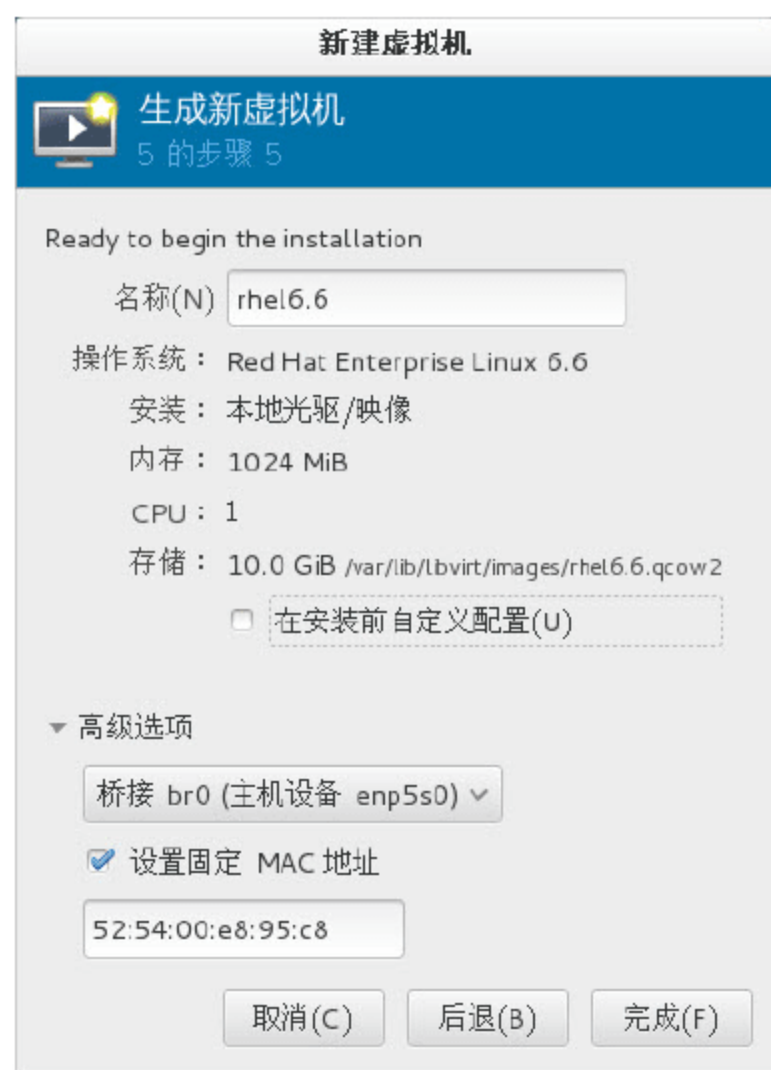 新建虚拟机
生成新虚拟机
5 的步骤 5
Ready to begin the installation
名称(N) rhel6.6
操作系统： Red Hat Enterprise Linux 6.6
安装： 本地光驱/映像
内存： 1024 MiB
CPU： 1
存储： 10.0 GiB /var/lib/libvirt/images/rhel6.6.qcow2
在安装前自定义配置(U)
高级选项
桥接 br0 (主机设备 enp5s0)
设置固定 MAC 地址
52:54:00:e8:95:c8
取消(C) 后退(B) 完成(F)